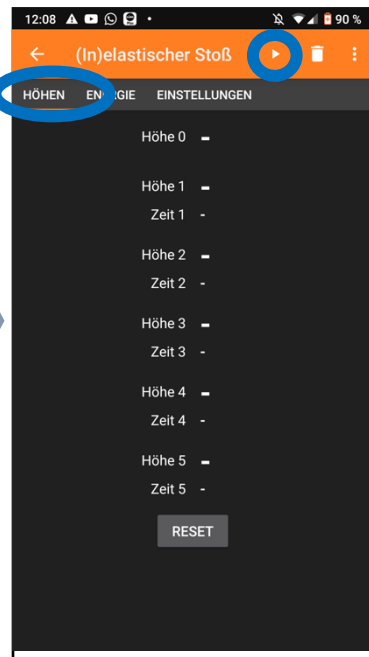 12:08 90 %
(In)elastischer Stoß
HÖHEN ENERGIE EINSTELLUNGEN
Höhe 0 -
Höhe 1 -
Zeit 1 -
Höhe 2 -
Zeit 2 -
Höhe 3 -
Zeit 3 -
Höhe 4 -
Zeit 4 -
Höhe 5 -
Zeit 5 -
RESET